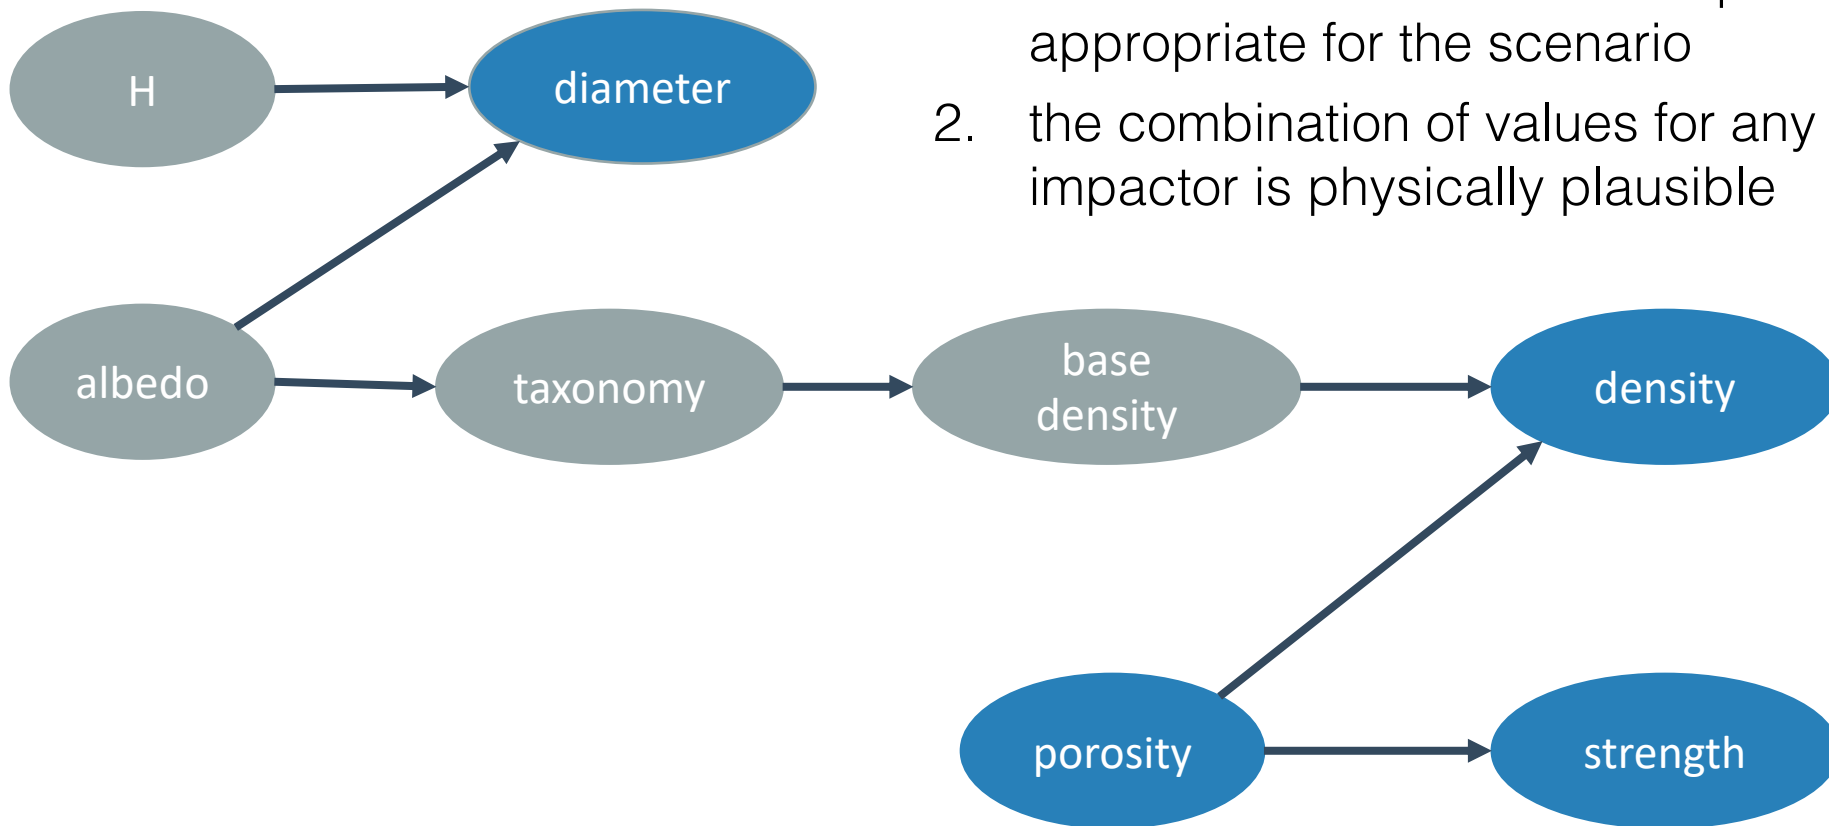 appropriate for the scenario
2. the combination of values for any
impactor is physically plausible
H
diameter
albedo
taxonomy
base
density
density
porosity
strength